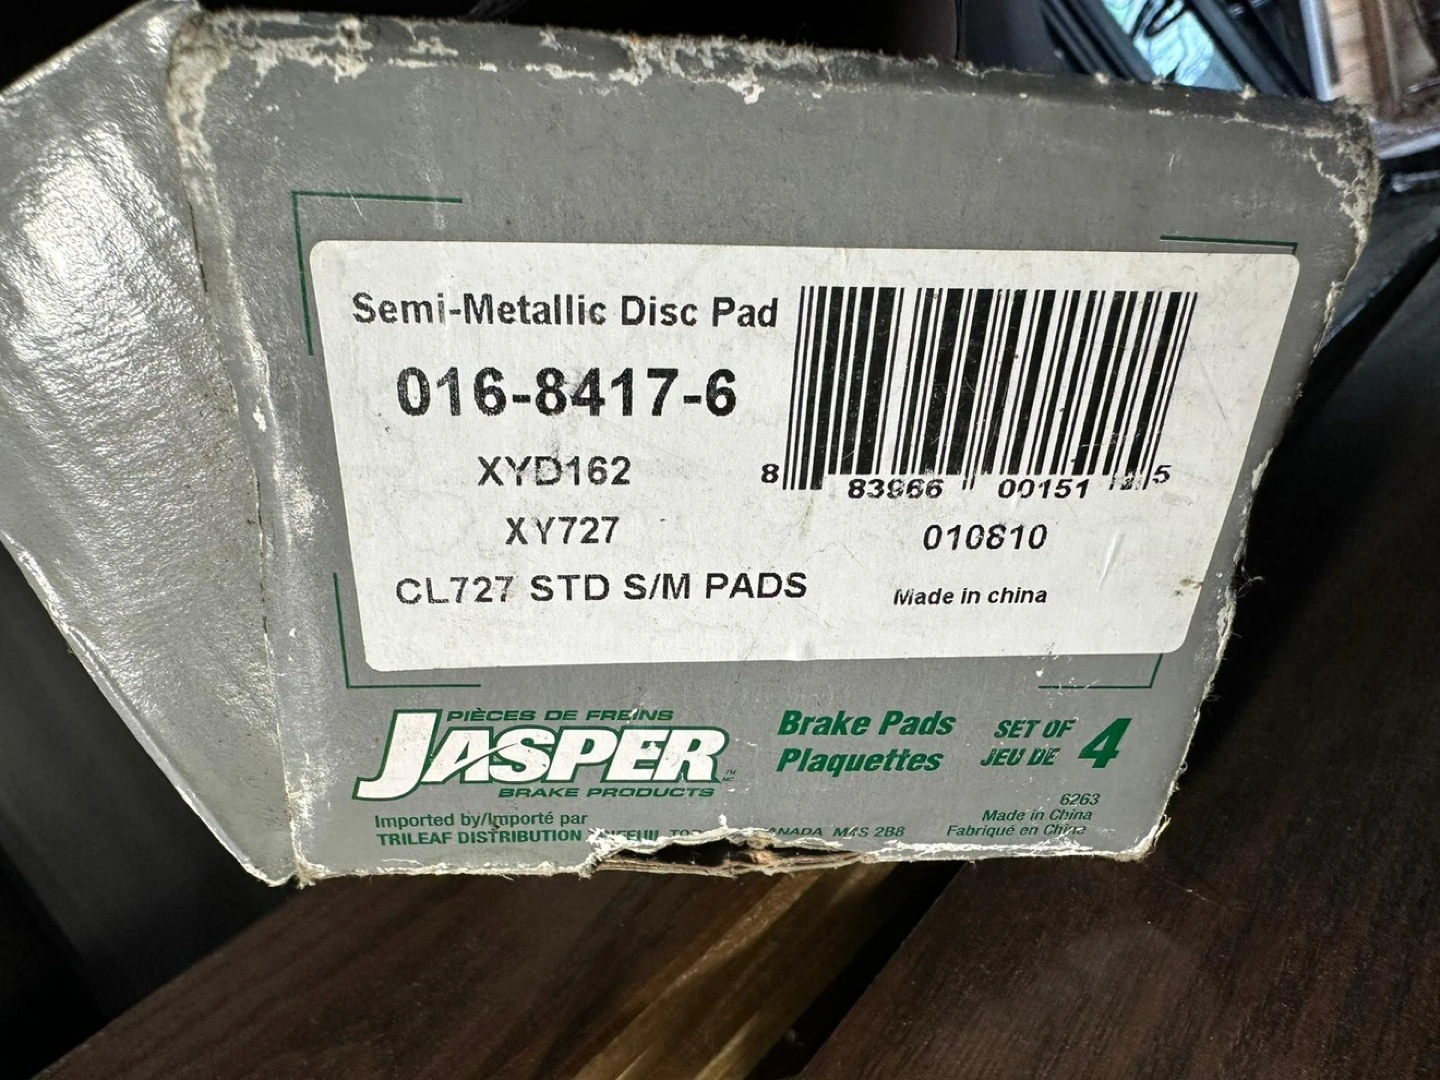 Semi-Metallic Disc Pad
016-8417-6
XYD162
XY727
CL727 STD S/M PADS
8 83966 00151 5
010810
Made in china
PIÈCES DE FREINS
JASPER
BRAKE PRODUCTS
Brake Pads
Plaquettes
SET OF
JEU DE
4
Imported by/Importé par
TRILEAF DISTRIBUTION M4S 2B8
6263
Made in China
Fabriqué en Chine